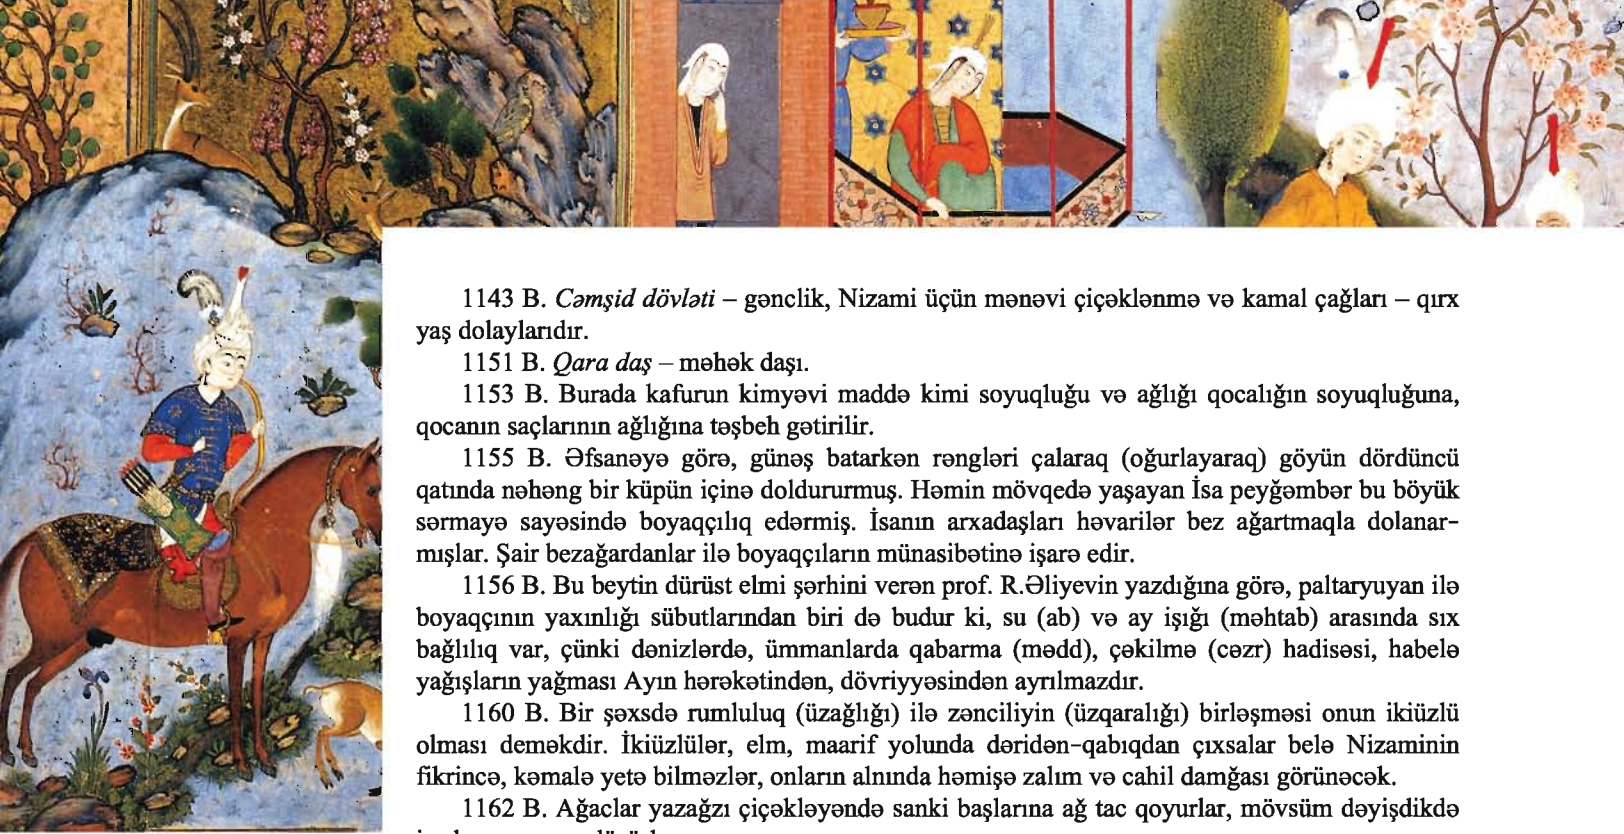 1143 B. Cəmşid dövləti – gənclik, Nizami üçün mənəvi çiçəklənmə və kamal çağları – qırx
yaş dolaylarıdır.
1151 B. Qara daş – məhək daşı.
1153 B. Burada kafurun kimyəvi maddə kimi soyuqluğu və ağlığı qocalığın soyuqluğuna,
qocanın saçlarının ağlığına təşbeh gətirilir.
1155 B. Əfsanəyə görə, günəş batarkən rəngləri çalaraq (oğurlayaraq) göyün dördüncü
qatında nəhəng bir küpün içinə doldururmuş. Həmin mövqedə yaşayan İsa peyğəmbər bu böyük
sərmayə sayəsində boyaqçılıq edərmiş. İsanın arxadaşları həvarilər bez ağartmaqla dolanar-
mışlar. Şair bezağardanlar ilə boyaqçıların münasibətinə işarə edir.
1156 B. Bu beytin dürüst elmi şərhini verən prof. R.Əliyevin yazdığına görə, paltaryuyan ilə
boyaqçının yaxınlığı sübutlarından biri də budur ki, su (ab) və ay işığı (məhtab) arasında sıx
bağlılıq var, çünki dənizlərdə, ümmanlarda qabarma (mədd), çəkilmə (cəzr) hadisəsi, habelə
yağışların yağması Ayın hərəkətindən, dövriyyəsindən ayrılmazdır.
1160 B. Bir şəxsdə rumluluq (üzağlığı) ilə zənciliyin (üzqaralığı) birləşməsi onun ikiüzlü
olması deməkdir. İkiüzlülər, elm, maarif yolunda dəridən-qabıqdan çıxsalar belə Nizaminin
fikrincə, kəmalə yetə bilməzlər, onların alnında həmişə zalım və cahil damğası görünəcək.
1162 B. Ağaclar yazağzı çiçəkləyəndə sanki başlarına ağ tac qoyurlar, mövsüm dəyişdikdə